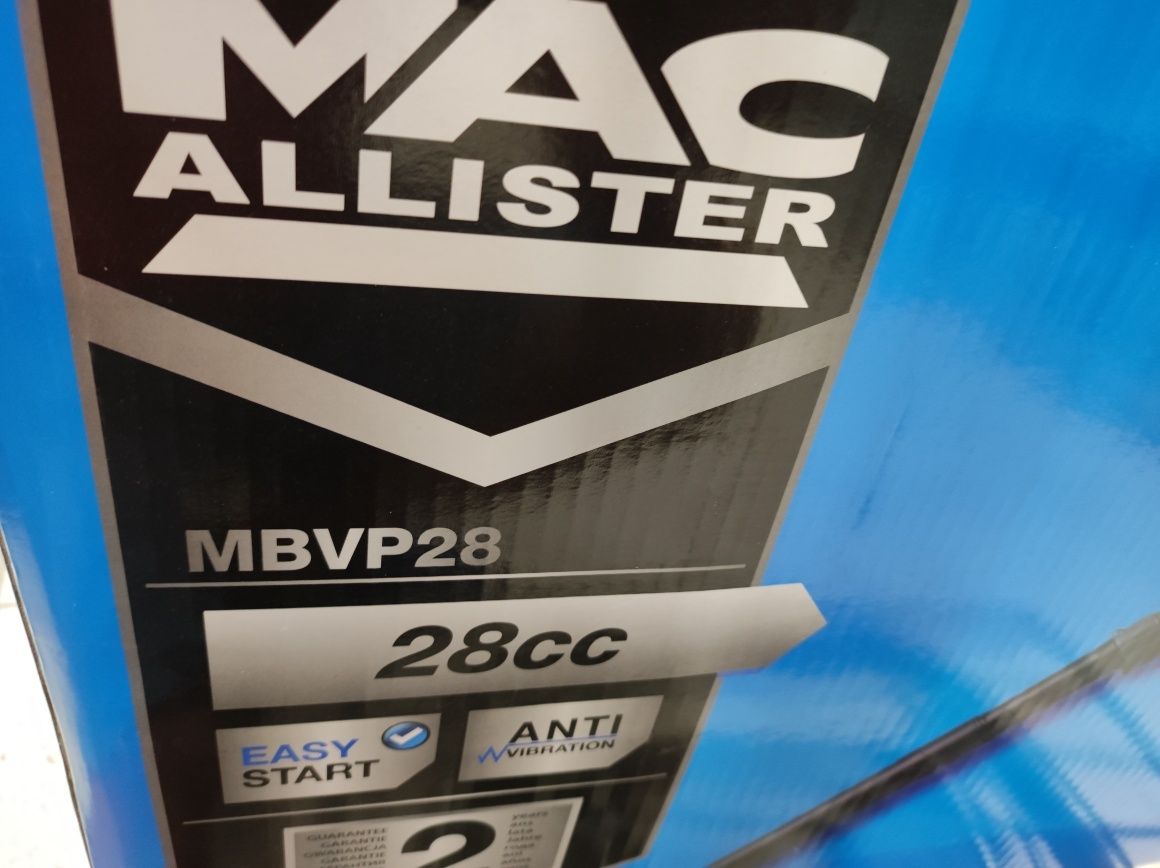 MAC
ALLISTER
MBVP28
28cc
EASY
START
ANTI
VIBRATION
2
GUARANTEE
GARANTIE
GWARANCJA
GARANTIE
years
ans
lata